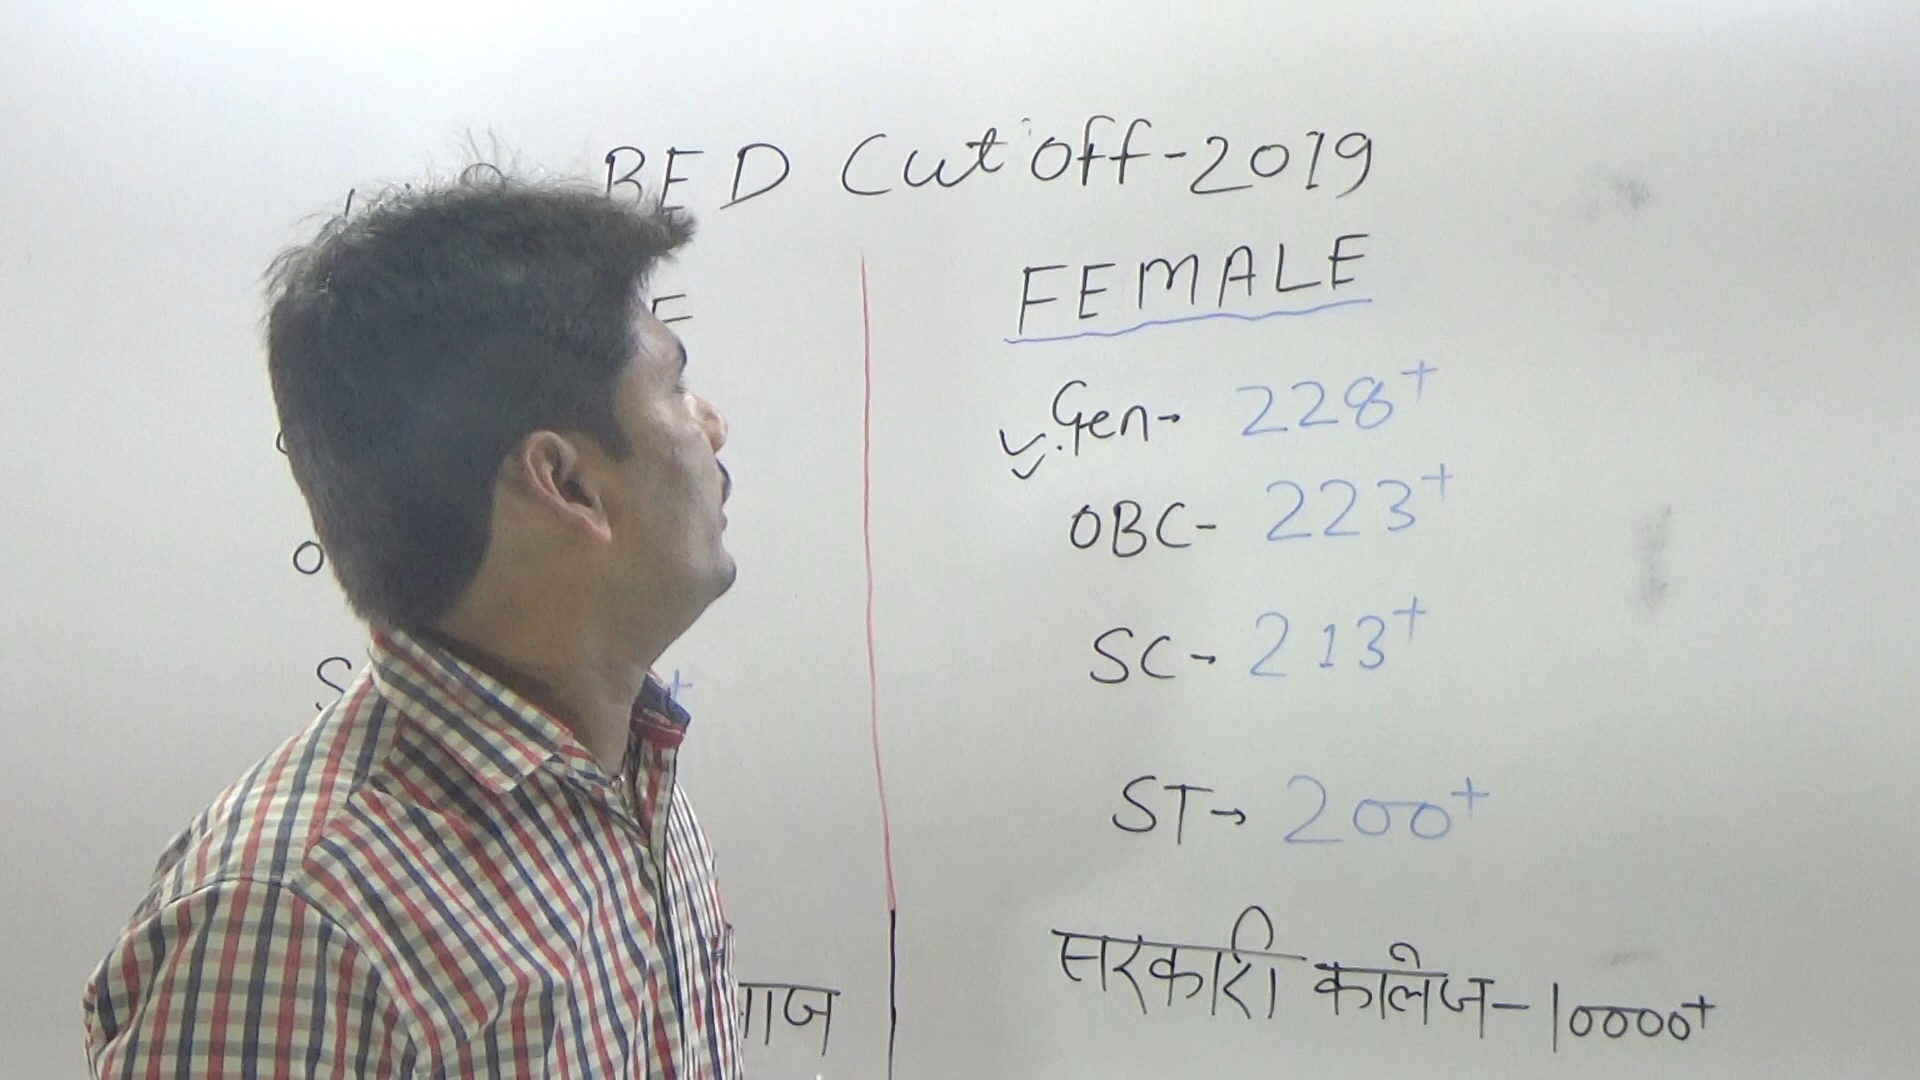 BED Cut off-2019
FEMALE
Gen→ 228+
OBC- 223+
SC→ 213+
ST→ 200+
सरकारी कालेज-10000+